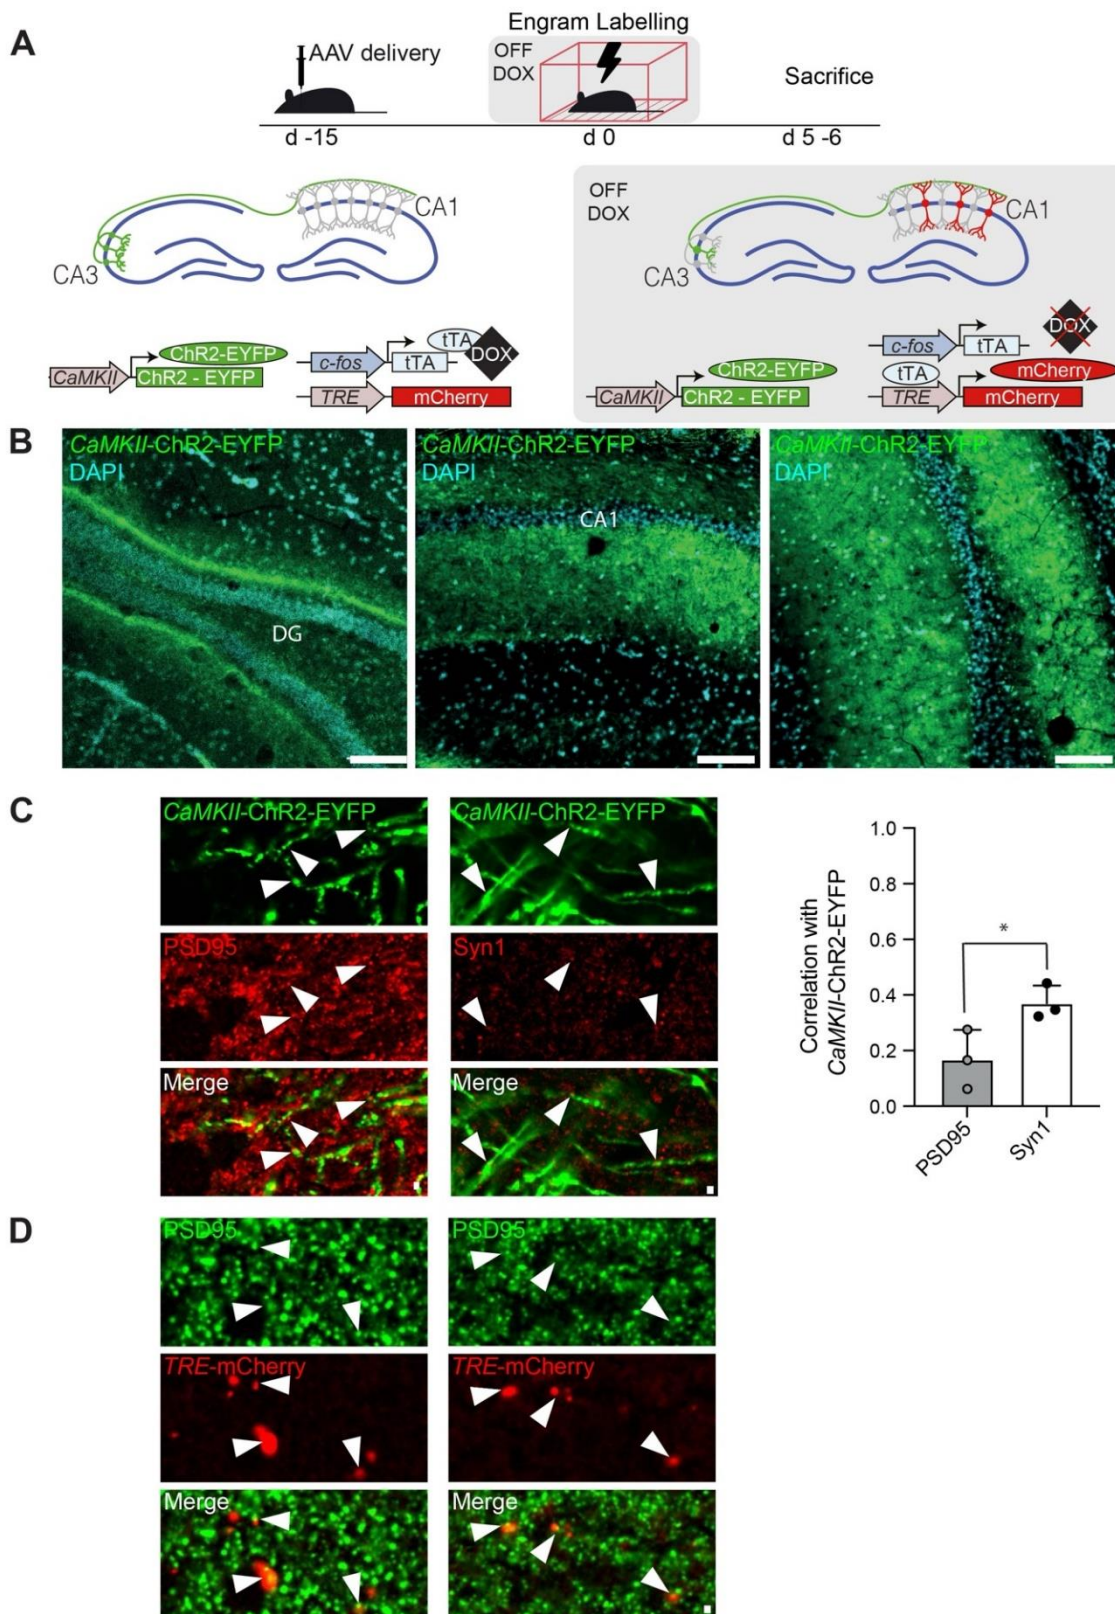 A
Engram Labelling
AAV delivery
OFF
DOX
Sacrifice
d -15
d 0
d 5 -6
CA1
CA3
ChR2-EYFP
CaMKII
ChR2 - EYFP
c-fos
tTA
tTA
DOX
TRE
mCherry
OFF
DOX
CA1
CA3
ChR2-EYFP
CaMKII
ChR2 - EYFP
c-fos
tTA
DOX
tTA
mCherry
TRE
mCherry
B
CaMKII-ChR2-EYFP
DAPI
DG
CaMKII-ChR2-EYFP
DAPI
CA1
CaMKII-ChR2-EYFP
DAPI
C
CaMKII-ChR2-EYFP
CaMKII-ChR2-EYFP
PSD95
Syn1
Merge
Merge
Correlation with
CaMKII-ChR2-EYFP
1.0
0.8
0.6
0.4
0.2
0.0
*
PSD95
Syn1
D
PSD95
PSD95
TRE-mCherry
TRE-mCherry
Merge
Merge